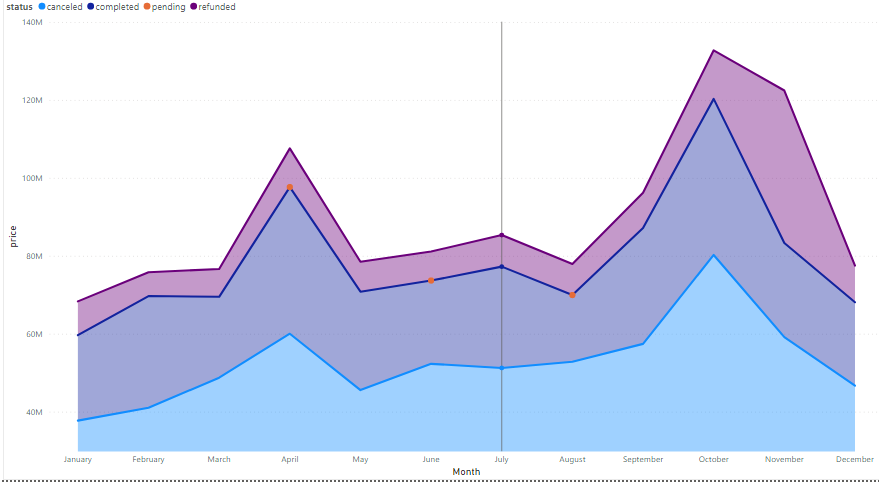 status canceled completed pending refunded
140M
120M
100M
80M
60M
40M
price
January February March April May June July August September October November December
Month